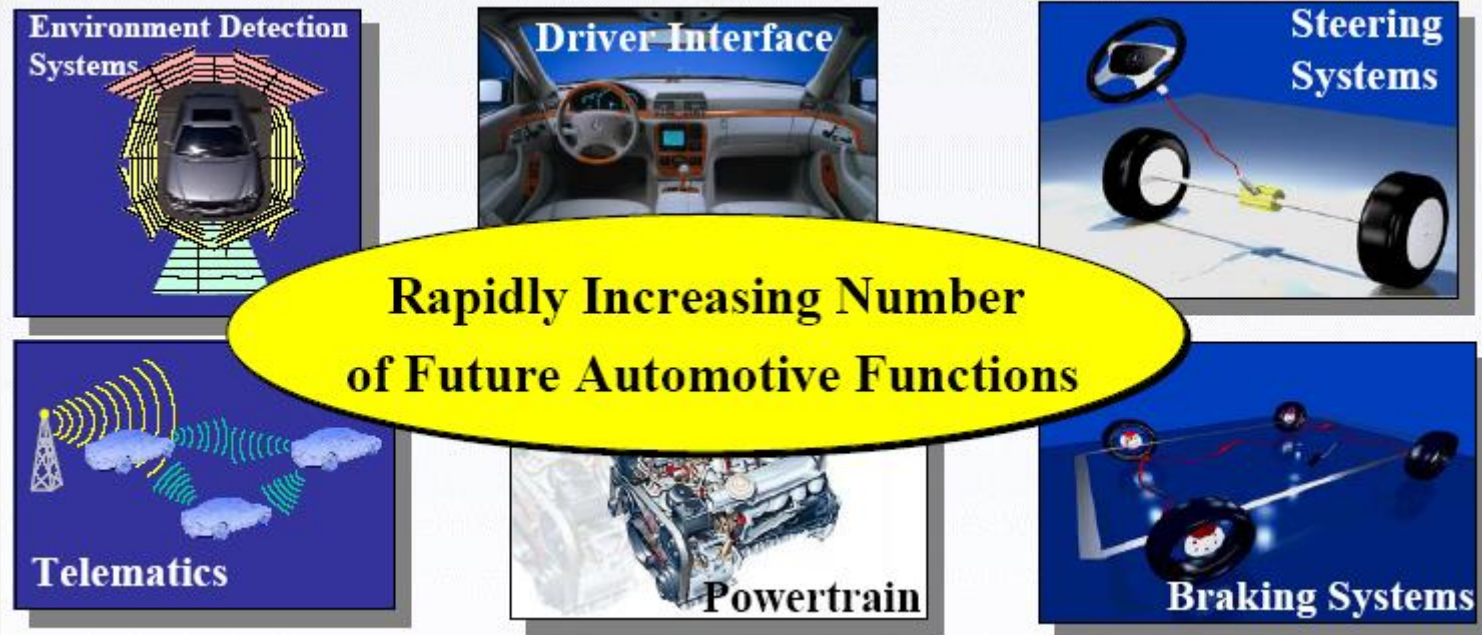 Environment Detection
Systems
Driver Interface
Steering
Systems
Rapidly Increasing Number
of Future Automotive Functions
Telematics
Powertrain
Braking Systems